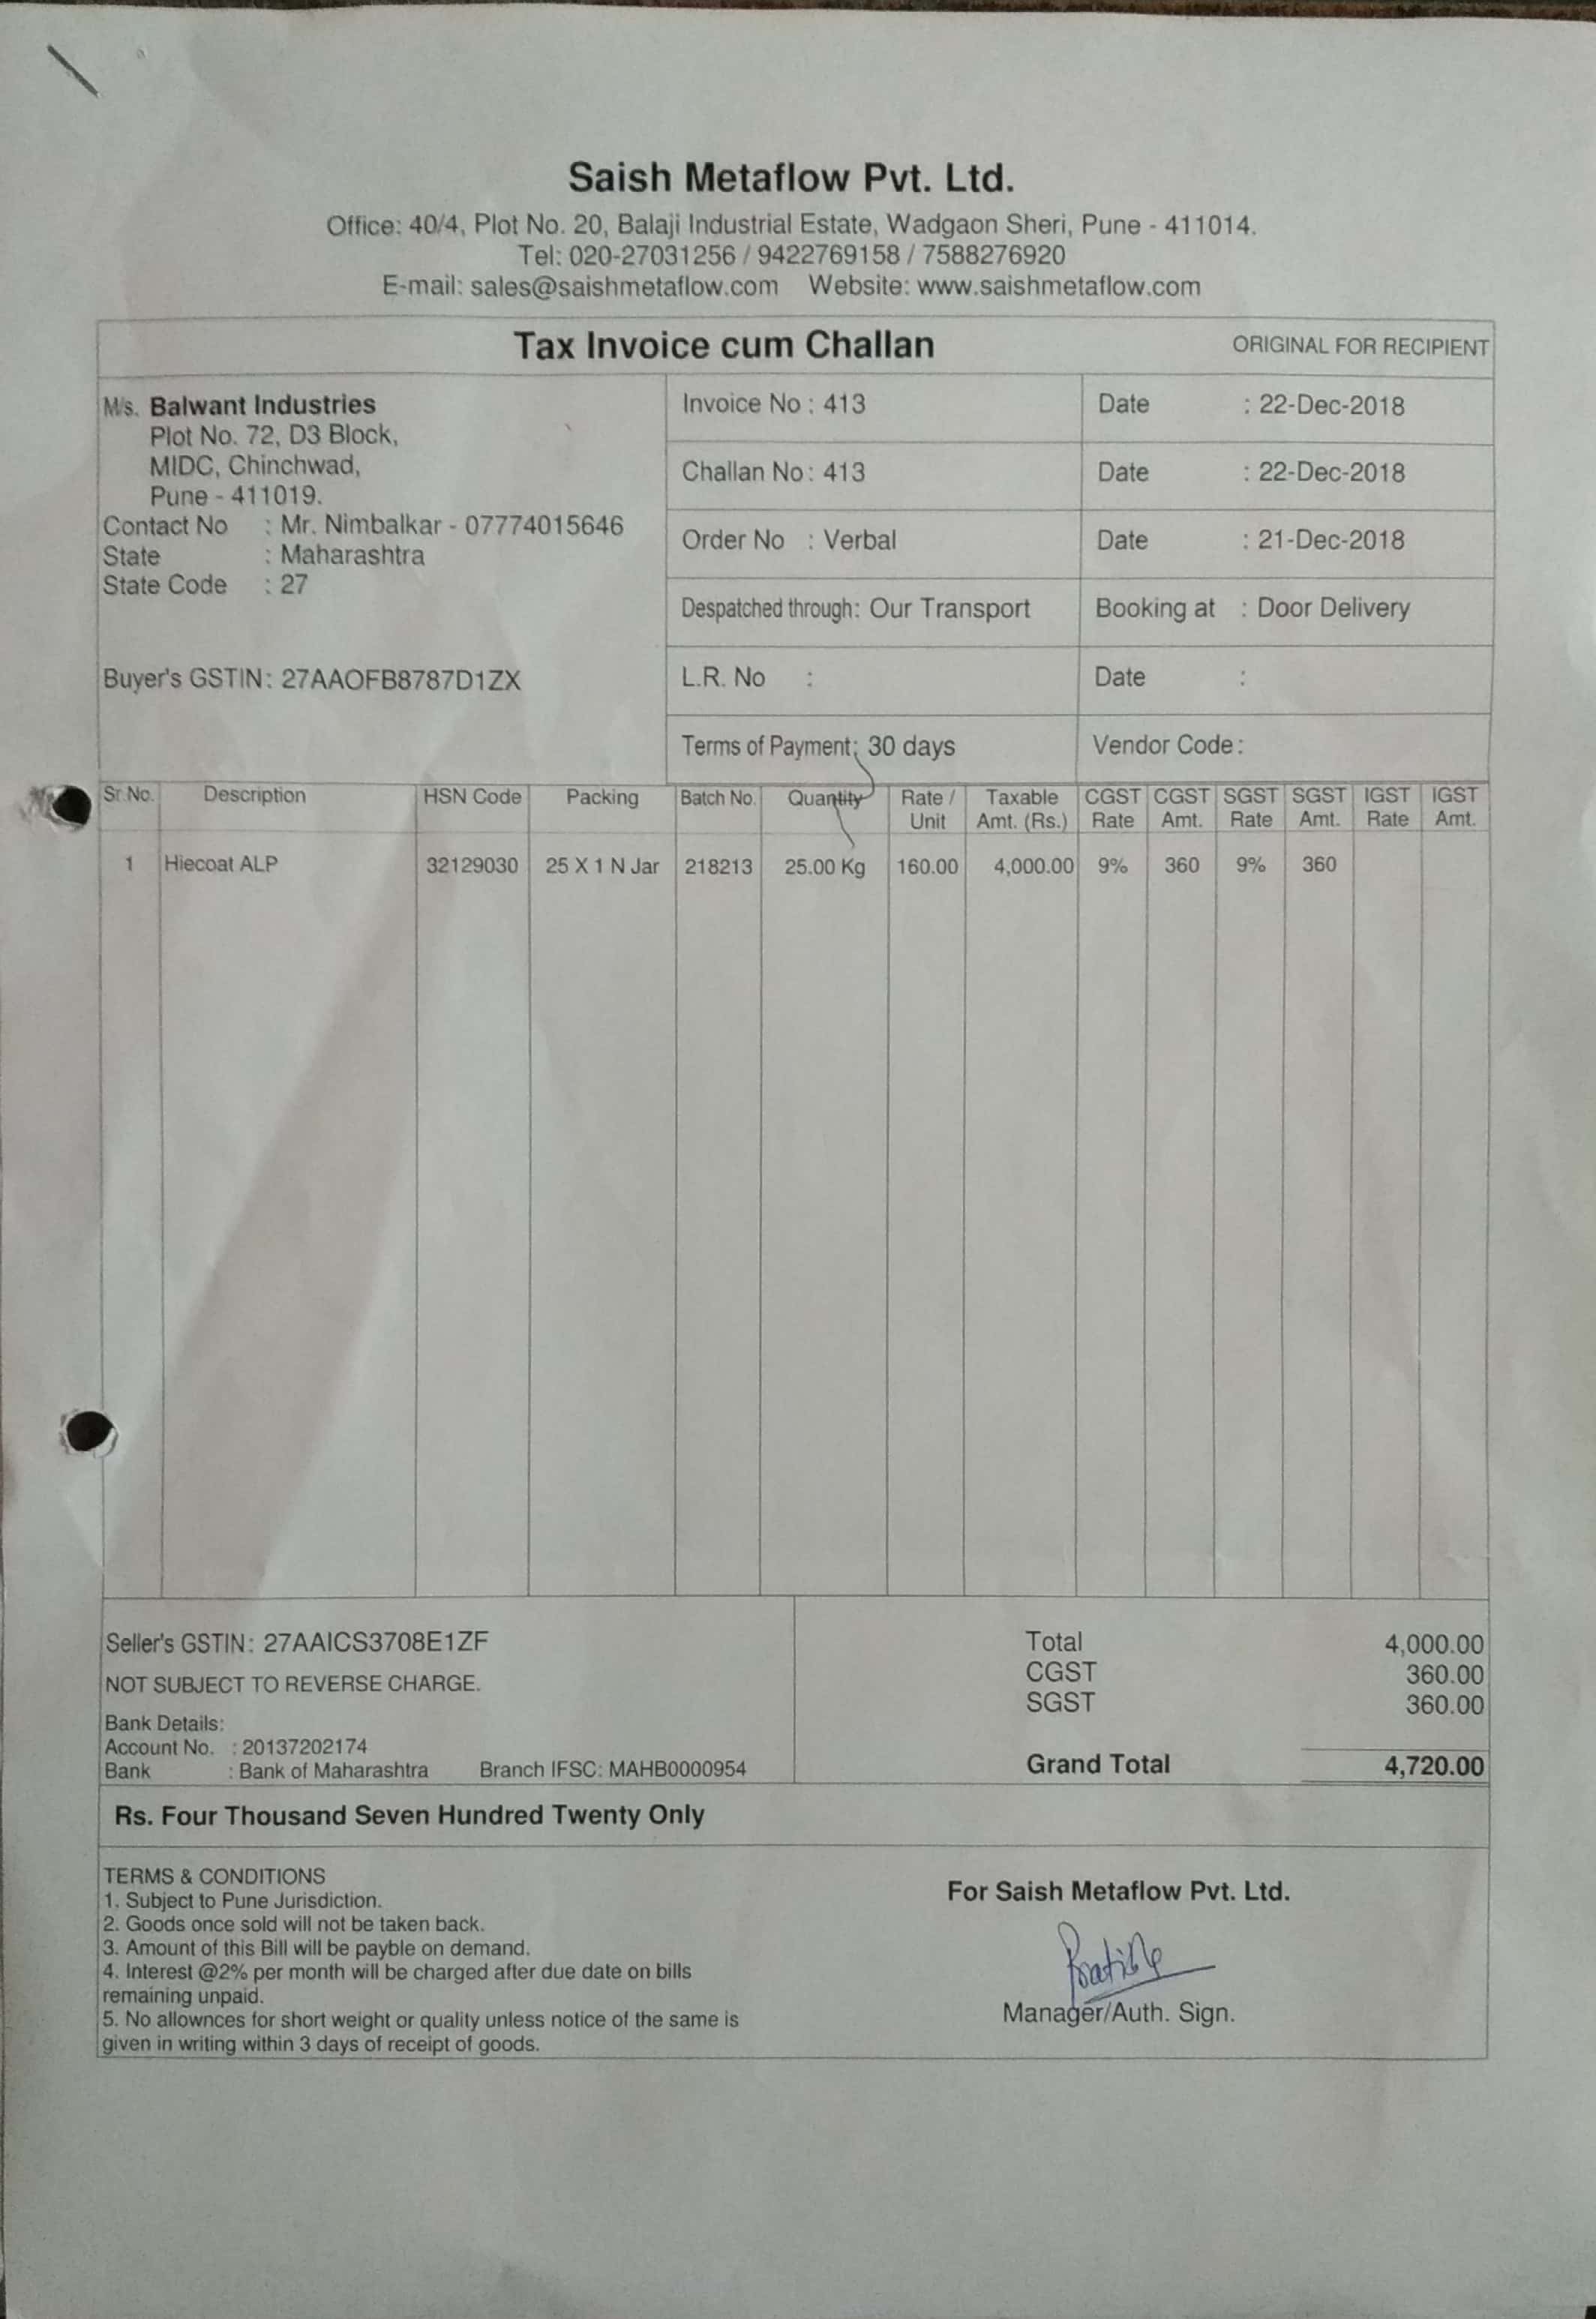 Saish Metaflow Pvt. Ltd.
Office: 40/4, Plot No. 20, Balaji Industrial Estate, Wadgaon Sheri, Pune - 411014.
Tel: 020-27031256 / 9422769158 / 7588276920
E-mail: sales@saishmetaflow.com Website: www.saishmetaflow.com
Tax Invoice cum Challan ORIGINAL FOR RECIPIENT
M/s. Balwant Industries
Plot No. 72, D3 Block,
MIDC, Chinchwad,
Pune - 411019.
Contact No : Mr. Nimbalkar - 07774015646
State : Maharashtra
State Code : 27
Buyer's GSTIN: 27AAOFB8787D1ZX
Invoice No : 413 Date : 22-Dec-2018
Challan No : 413 Date : 22-Dec-2018
Order No : Verbal Date : 21-Dec-2018
Despatched through: Our Transport Booking at : Door Delivery
L.R. No : Date :
Terms of Payment: 30 days Vendor Code:
Sr.No. Description HSN Code Packing Batch No. Quantity Rate / Unit Taxable Amt. (Rs.) CGST Rate CGST Amt. SGST Rate SGST Amt. IGST Rate IGST Amt.
1 Hiecoat ALP 32129030 25 X 1 N Jar 218213 25.00 Kg 160.00 4,000.00 9% 360 9% 360
Seller's GSTIN: 27AAICS3708E1ZF
NOT SUBJECT TO REVERSE CHARGE.
Bank Details:
Account No. : 20137202174
Bank : Bank of Maharashtra Branch IFSC: MAHB0000954
Total 4,000.00
CGST 360.00
SGST 360.00
Grand Total 4,720.00
Rs. Four Thousand Seven Hundred Twenty Only
TERMS & CONDITIONS
1. Subject to Pune Jurisdiction.
2. Goods once sold will not be taken back.
3. Amount of this Bill will be payble on demand.
4. Interest @2% per month will be charged after due date on bills
remaining unpaid.
5. No allownces for short weight or quality unless notice of the same is
given in writing within 3 days of receipt of goods.
For Saish Metaflow Pvt. Ltd.
Manager/Auth. Sign.